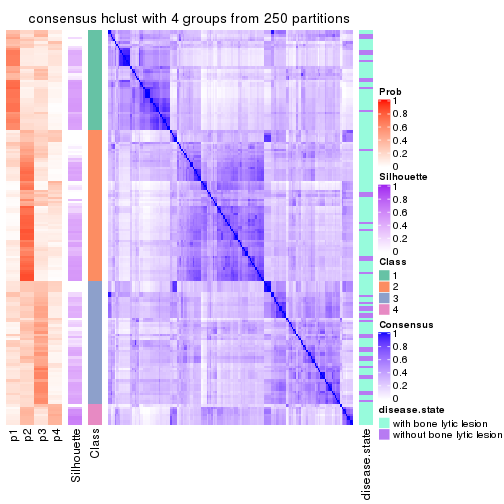 consensus hclust with 4 groups from 250 partitions
Prob
1
0.8
0.6
0.4
0.2
0
Silhouette
1
0.8
0.6
0.4
0.2
0
Class
1
2
3
4
Consensus
1
0.8
0.6
0.4
0.2
0
disease.state
with bone lytic lesion
without bone lytic lesion
p1
p2
p3
p4
Silhouette
Class
disease.state